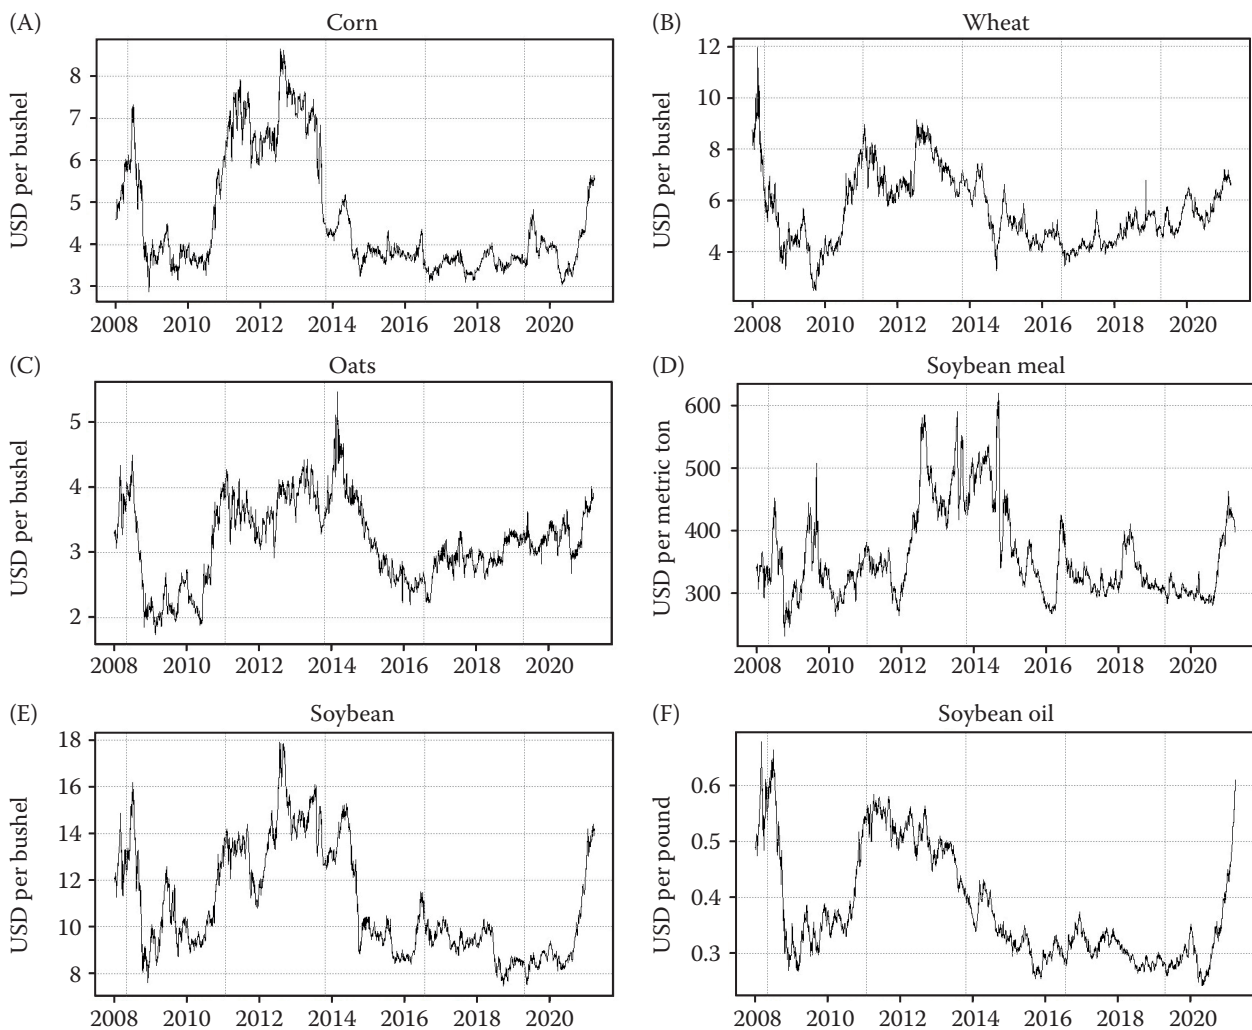 (A)
Corn
USD per bushel
8
7
6
5
4
3
2008 2010 2012 2014 2016 2018 2020
(B)
Wheat
USD per bushel
12
10
8
6
4
2008 2010 2012 2014 2016 2018 2020
(C)
Oats
USD per bushel
5
4
3
2
2008 2010 2012 2014 2016 2018 2020
(D)
Soybean meal
USD per metric ton
600
500
400
300
2008 2010 2012 2014 2016 2018 2020
(E)
Soybean
USD per bushel
18
16
14
12
10
8
2008 2010 2012 2014 2016 2018 2020
(F)
Soybean oil
USD per pound
0.6
0.5
0.4
0.3
2008 2010 2012 2014 2016 2018 2020